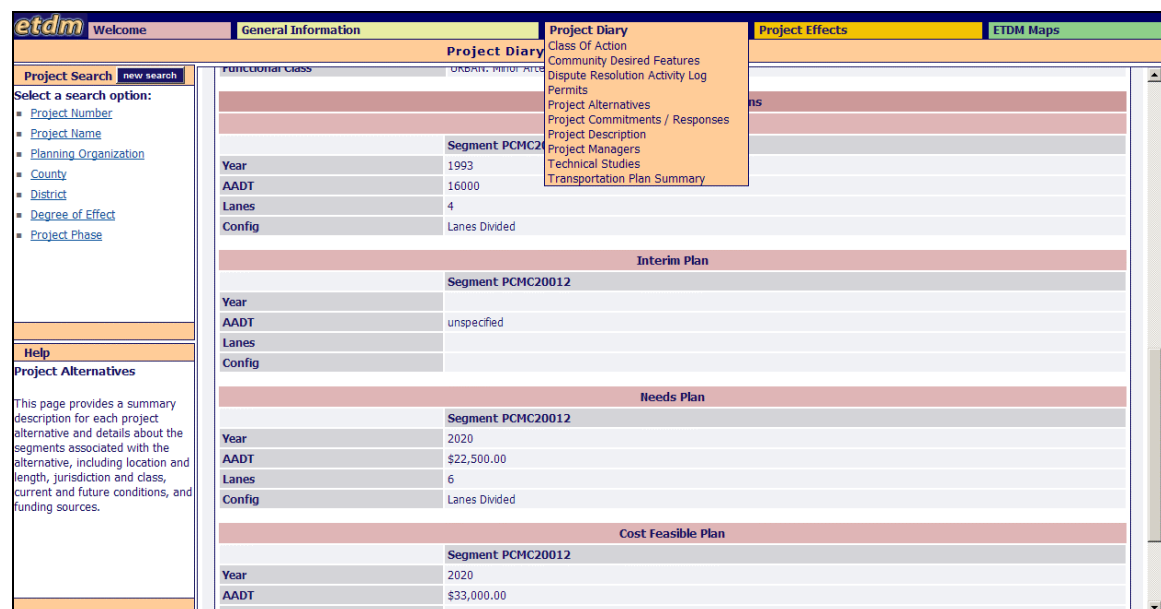 etdm Welcome General Information Project Diary Project Effects ETDM Maps
Project Diary
Class Of Action
Community Desired Features
Dispute Resolution Activity Log
Permits
Project Alternatives
Project Commitments / Responses
Project Description
Project Managers
Technical Studies
Transportation Plan Summary
Project Search new search
Select a search option:
Project Number
Project Name
Planning Organization
County
District
Degree of Effect
Project Phase
Help
Project Alternatives
This page provides a summary
description for each project
alternative and details about the
segments associated with the
alternative, including location and
length, jurisdiction and class,
current and future conditions, and
funding sources.
Functional Class URBAN: Minor Arte
ns
Segment PCMC20
Year 1993
AADT 16000
Lanes 4
Config Lanes Divided
Interim Plan
Segment PCMC20012
Year
AADT unspecified
Lanes
Config
Needs Plan
Segment PCMC20012
Year 2020
AADT $22,500.00
Lanes 6
Config Lanes Divided
Cost Feasible Plan
Segment PCMC20012
Year 2020
AADT $33,000.00